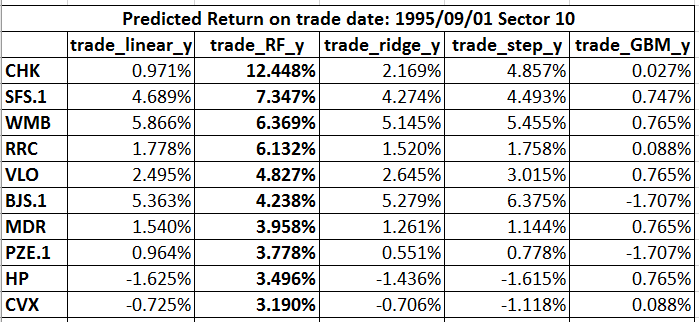 Predicted Return on trade date: 1995/09/01 Sector 10
trade_linear_y trade_RF_y trade_ridge_y trade_step_y trade_GBM_y
CHK 0.971% 12.448% 2.169% 4.857% 0.027%
SFS.1 4.689% 7.347% 4.274% 4.493% 0.747%
WMB 5.866% 6.369% 5.145% 5.455% 0.765%
RRC 1.778% 6.132% 1.520% 1.758% 0.088%
VLO 2.495% 4.827% 2.645% 3.015% 0.765%
BJS.1 5.363% 4.238% 5.279% 6.375% -1.707%
MDR 1.540% 3.958% 1.261% 1.144% 0.765%
PZE.1 0.964% 3.778% 0.551% 0.778% -1.707%
HP -1.625% 3.496% -1.436% -1.615% 0.765%
CVX -0.725% 3.190% -0.706% -1.118% 0.088%